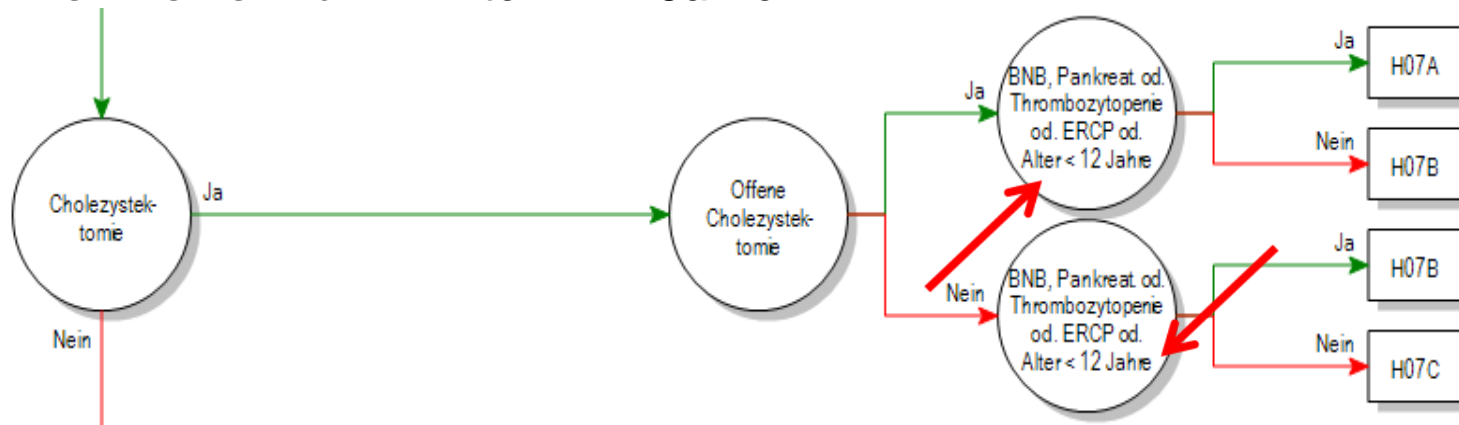 Cholezystek-
tomie
Ja
Nein
Offene
Cholezystek-
tomie
Ja
BNB, Pankreat. od.
Thrombozytopenie
od. ERCP od.
Alter < 12 Jahre
Ja
H07A
Nein
H07B
Nein
BNB, Pankreat. od.
Thrombozytopenie
od. ERCP od.
Alter < 12 Jahre
Ja
H07B
Nein
H07C